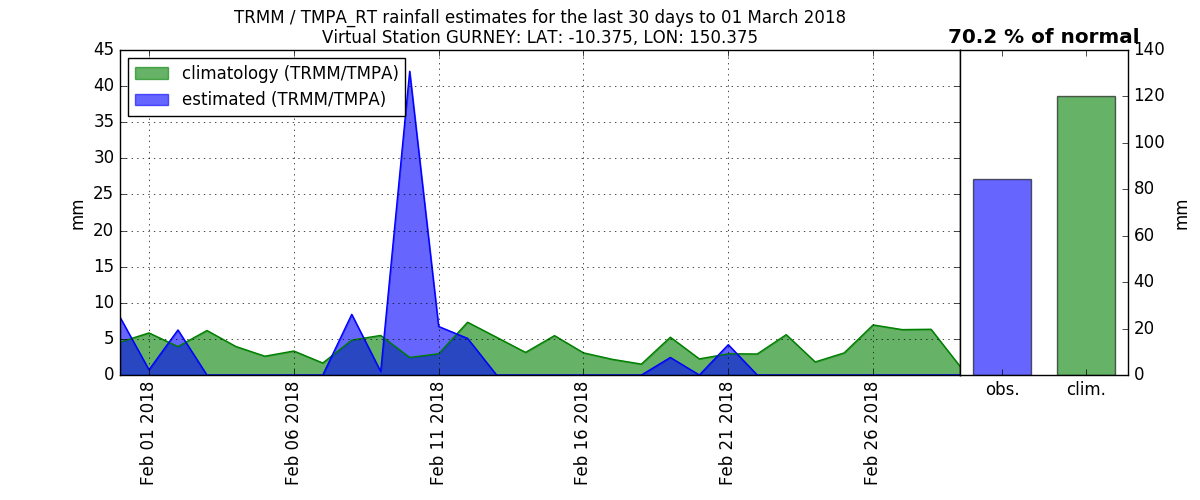 TRMM / TMPA_RT rainfall estimates for the last 30 days to 01 March 2018
Virtual Station GURNEY: LAT: -10.375, LON: 150.375
70.2 % of normal
climatology (TRMM/TMPA)
estimated (TRMM/TMPA)
45
40
35
30
25
20
15
10
5
0
mm
Feb 01 2018
Feb 06 2018
Feb 11 2018
Feb 16 2018
Feb 21 2018
Feb 26 2018
140
120
100
80
60
40
20
0
mm
obs.
clim.